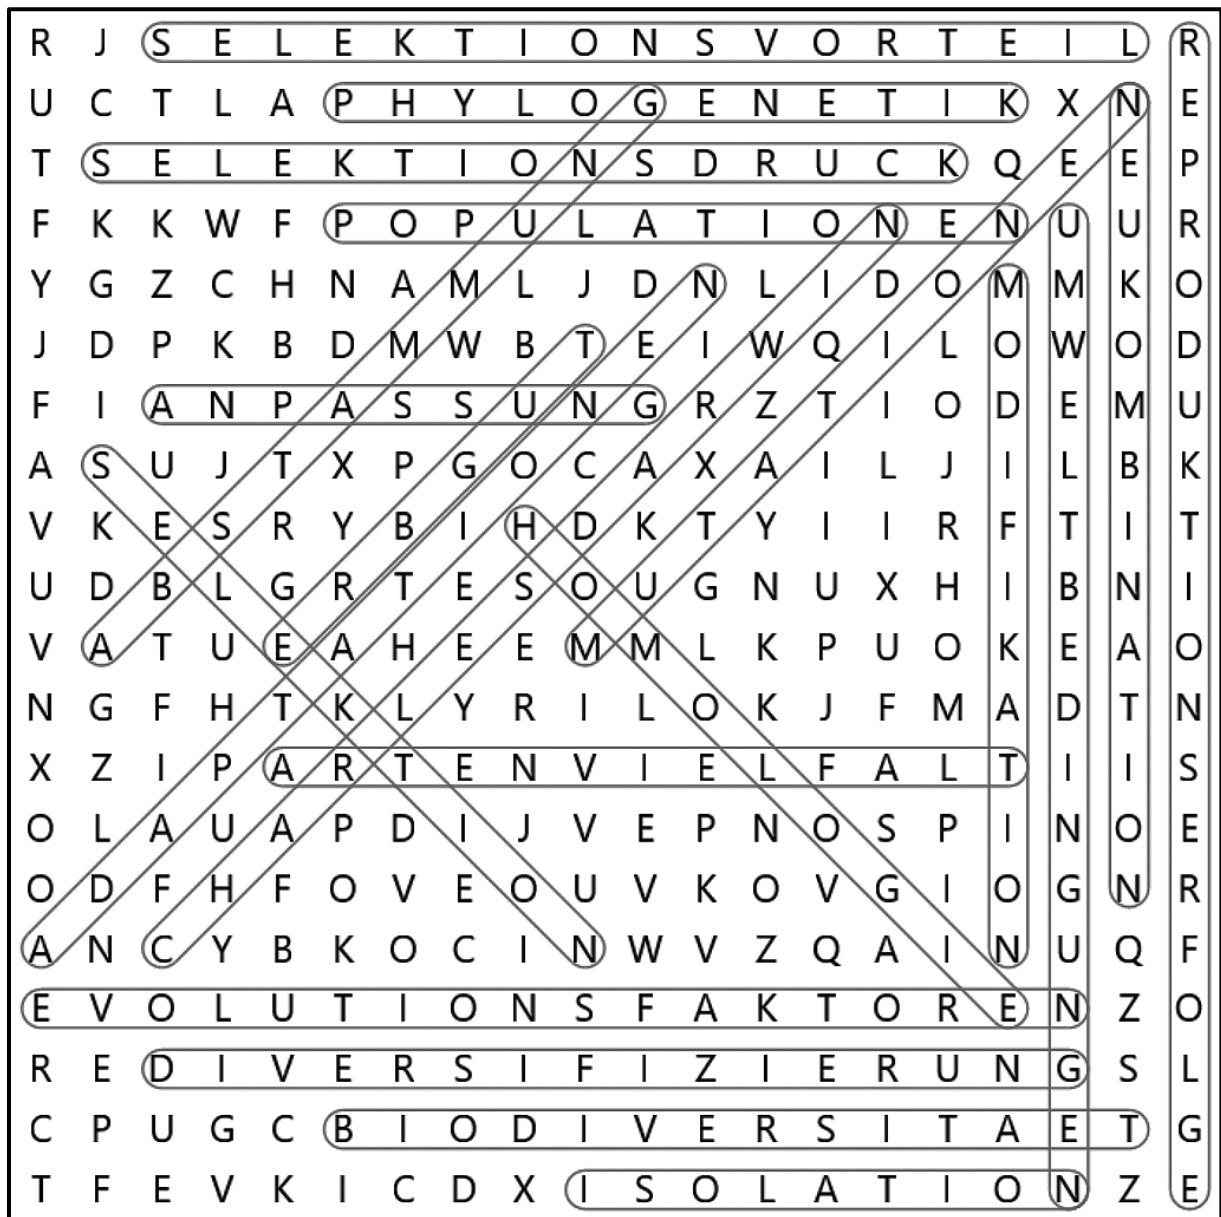 R J S E L E K T I O N S V O R T E I L R
U C T L A P H Y L O G E N E T I K X N E
T S E L E K T I O N S D R U C K Q E E P
F K K W F P O P U L A T I O N E N U U R
Y G Z C H N A M L J D N L I D O M M K O
J D P K B D M W B T E I W Q I L O W O D
F I A N P A S S U N G R Z T I O D E M U
A S U J T X P G O C A X A I L J I L B K
V K E S R Y B I H D K T Y I I R F T I T
U D B L G R T E S O U G N U X H I B N I
V A T U E A H E E M M L K P U O K E A O
N G F H T K L Y R I L O K J F M A D T N
X Z I P A R T E N V I E L F A L T I I S
O L A U A P D I J V E P N O S P I N O E
O D F H F O V E O U V K O V G I O G N R
A N C Y B K O C I N W V Z Q A I N U Q F
E V O L U T I O N S F A K T O R E N Z O
R E D I V E R S I F I Z I E R U N G S L
C P U G C B I O D I V E R S I T A E T G
T F E V K I C D X I S O L A T I O N Z E